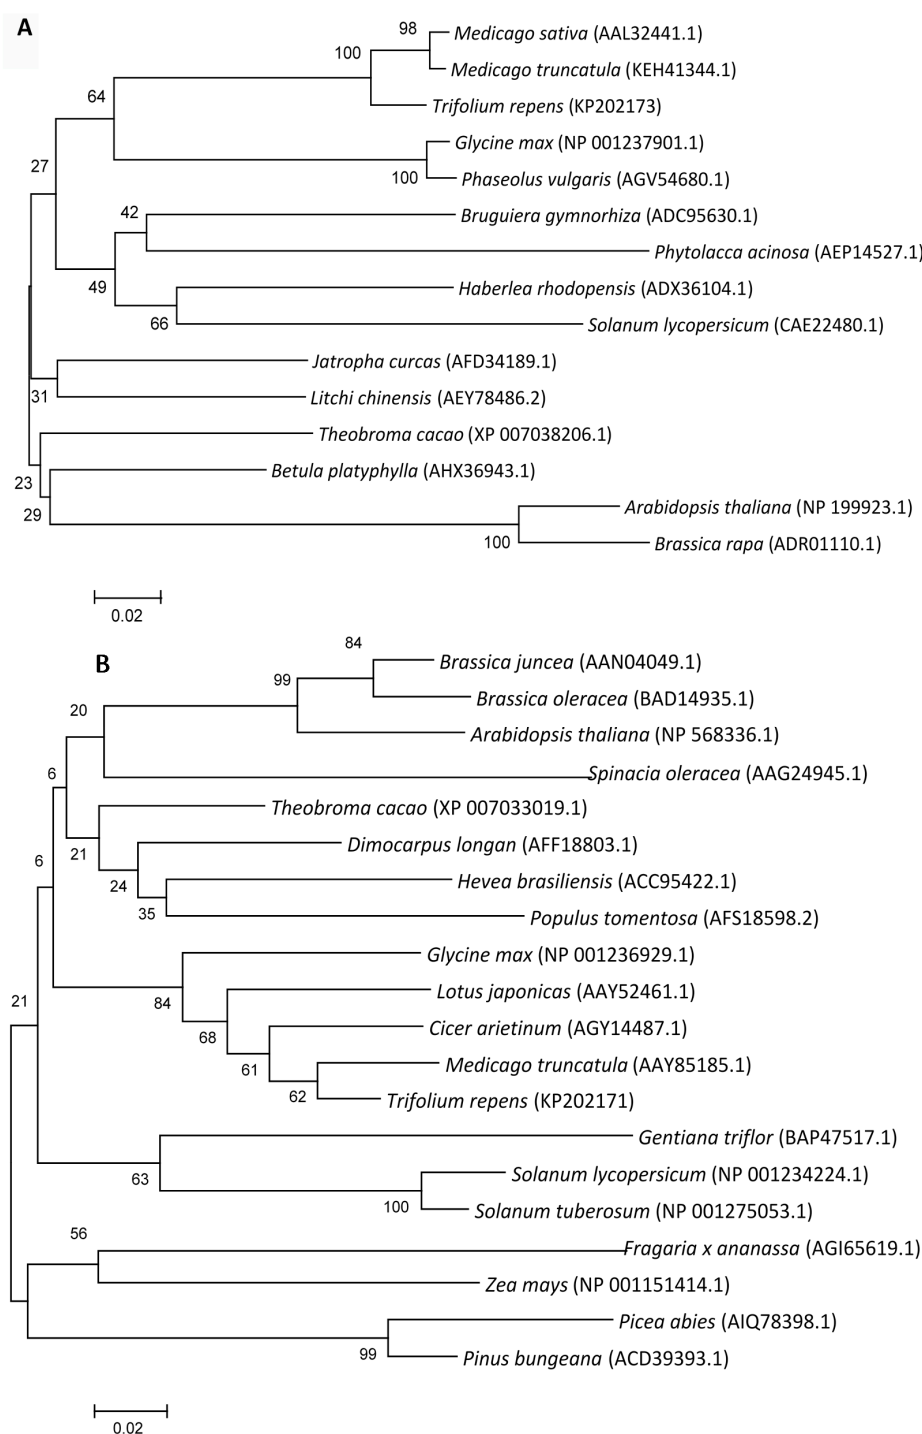 A
98
Medicago sativa (AAL32441.1)
100
Medicago truncatula (KEH41344.1)
64
Trifolium repens (KP202173)
Glycine max (NP 001237901.1)
27
100
Phaseolus vulgaris (AGV54680.1)
42
Bruguiera gymnorhiza (ADC95630.1)
Phytolacca acinosa (AEP14527.1)
49
Haberlea rhodopensis (ADX36104.1)
66
Solanum lycopersicum (CAE22480.1)
Jatropha curcas (AFD34189.1)
31
Litchi chinensis (AEY78486.2)
Theobroma cacao (XP 007038206.1)
23
Betula platyphylla (AHX36943.1)
29
Arabidopsis thaliana (NP 199923.1)
100
Brassica rapa (ADR01110.1)
0.02
B
84
Brassica juncea (AAN04049.1)
99
Brassica oleracea (BAD14935.1)
20
Arabidopsis thaliana (NP 568336.1)
6
Spinacia oleracea (AAG24945.1)
Theobroma cacao (XP 007033019.1)
21
Dimocarpus longan (AFF18803.1)
6
24
Hevea brasiliensis (ACC95422.1)
35
Populus tomentosa (AFS18598.2)
Glycine max (NP 001236929.1)
21
84
Lotus japonicas (AAY52461.1)
68
Cicer arietinum (AGY14487.1)
61
Medicago truncatula (AAY85185.1)
62
Trifolium repens (KP202171)
Gentiana triflor (BAP47517.1)
63
Solanum lycopersicum (NP 001234224.1)
100
Solanum tuberosum (NP 001275053.1)
56
Fragaria x ananassa (AGI65619.1)
Zea mays (NP 001151414.1)
Picea abies (AIQ78398.1)
99
Pinus bungeana (ACD39393.1)
0.02